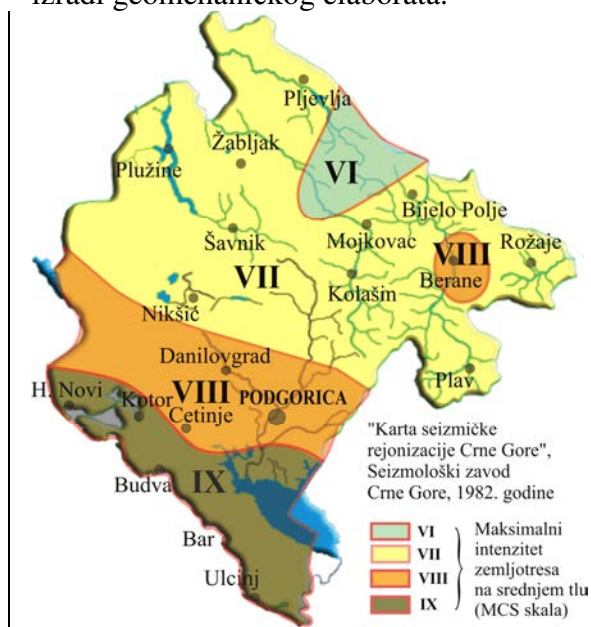 izradi geomehaničkog elaborata.
Pljevlja
Žabljak
Plužine
VI
Bijelo Polje
Šavnik
Mojkovac
VIII
Rožaje
VII
Berane
Kolašin
Nikšić
Danilovgrad
Plav
H. Novi
VIII
PODGORICA
Kotor
Cetinje
"Karta seizmičke
rejonizacije Crne Gore",
Seizmološki zavod
Crne Gore, 1982. godine
IX
Budva
Bar
Ulcinj
VI
VII
VIII
IX
Maksimalni
intenzitet
zemljotresa
na srednjem tlu
(MCS skala)